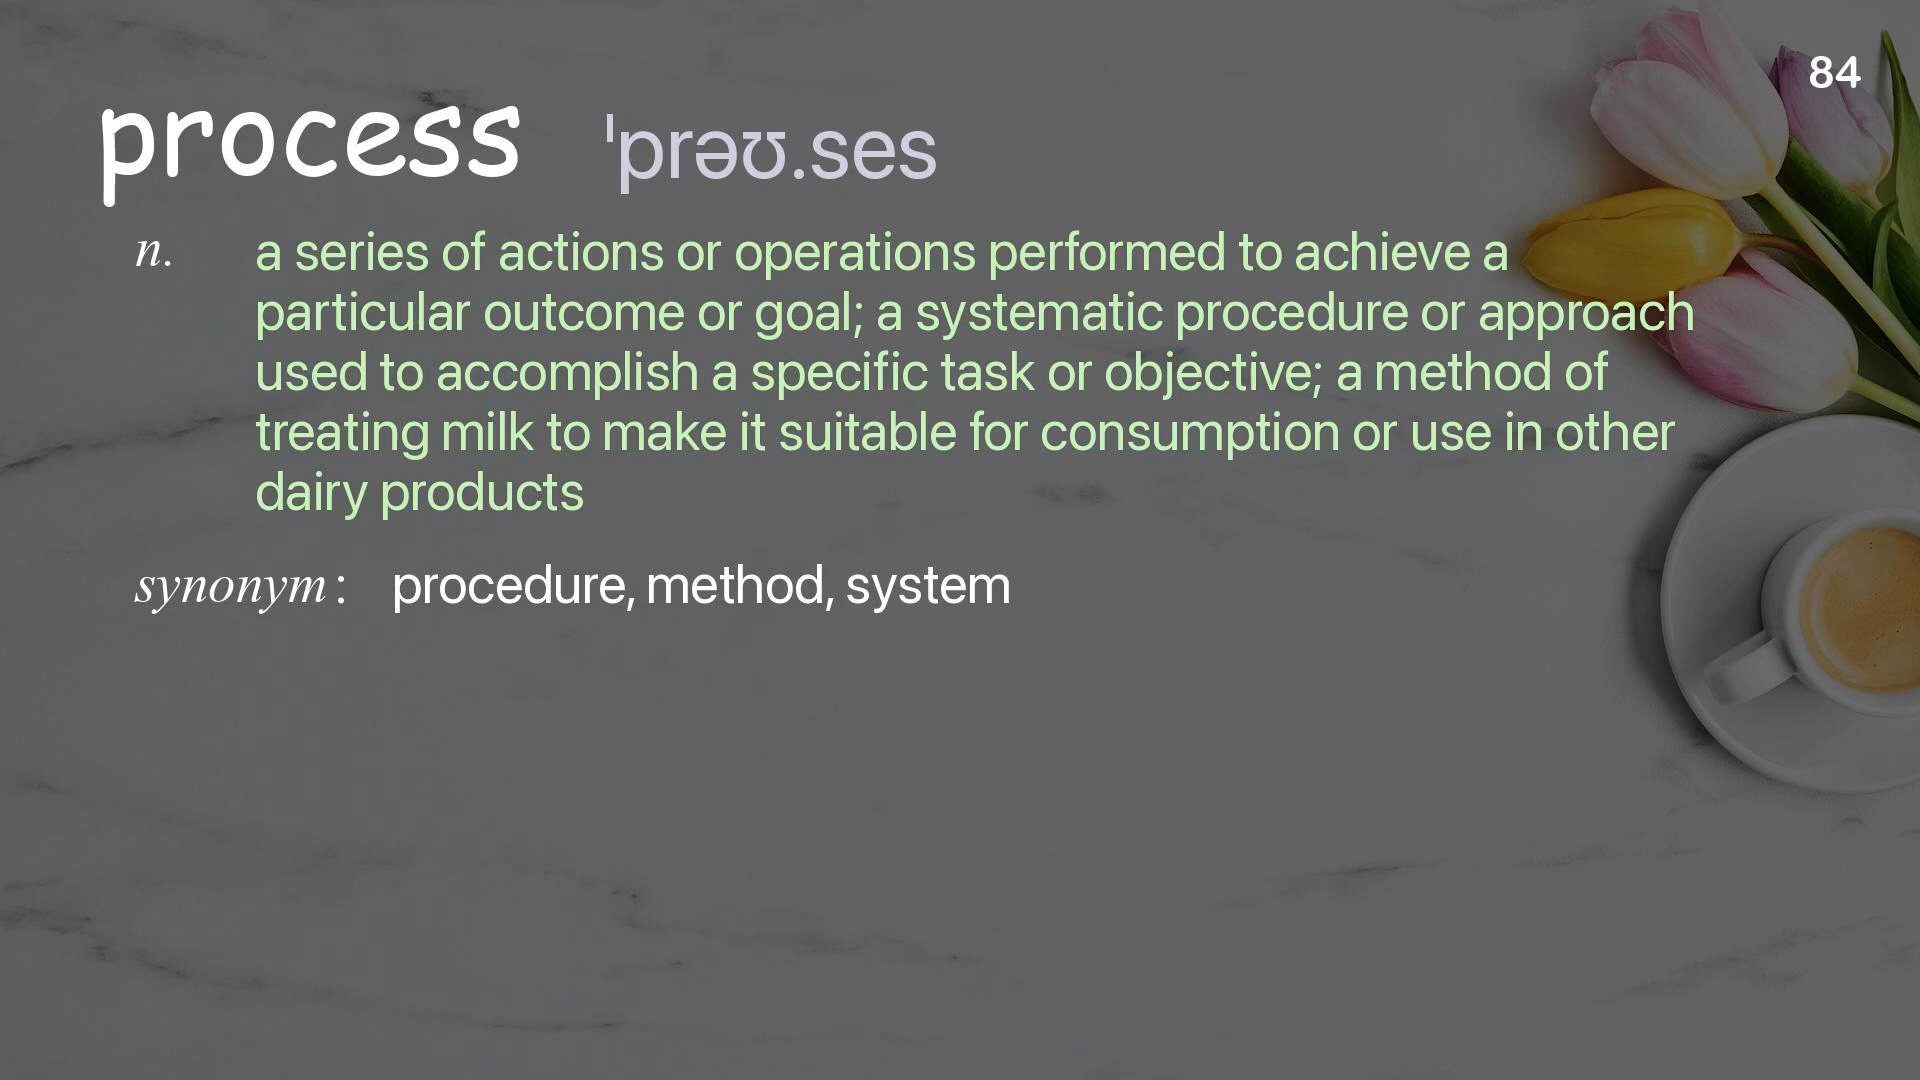 84
process ˈprəʊ.ses
n. a series of actions or operations performed to achieve a
particular outcome or goal; a systematic procedure or approach
used to accomplish a specific task or objective; a method of
treating milk to make it suitable for consumption or use in other
dairy products
synonym: procedure, method, system